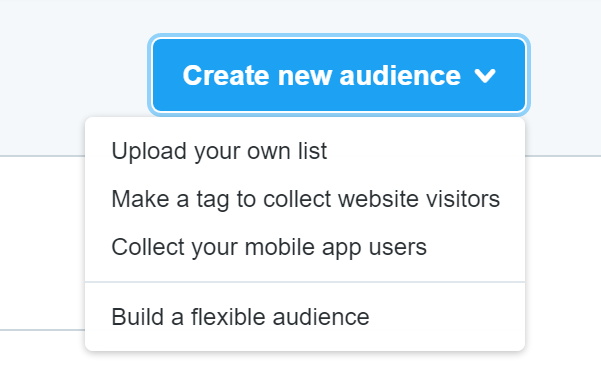 Create new audience
Upload your own list
Make a tag to collect website visitors
Collect your mobile app users
Build a flexible audience